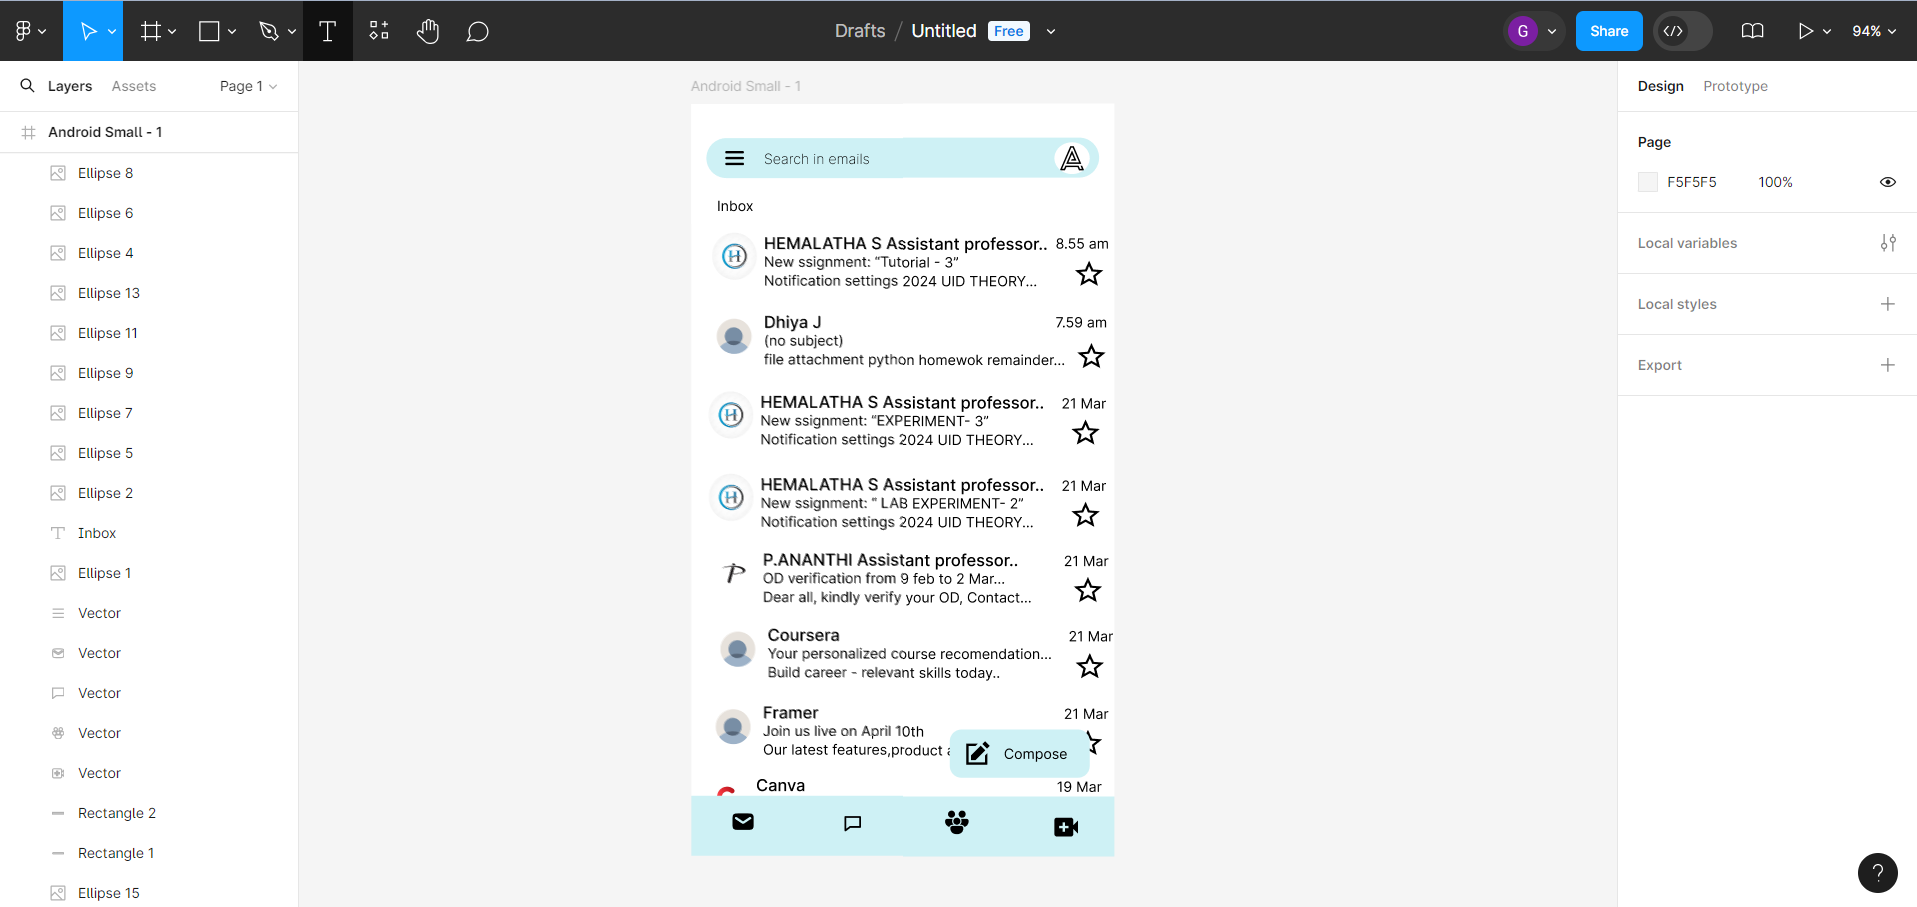 Drafts / Untitled Free
G
Share
94%
Layers
Assets
Page 1
Android Small - 1
Ellipse 8
Ellipse 6
Ellipse 4
Ellipse 13
Ellipse 11
Ellipse 9
Ellipse 7
Ellipse 5
Ellipse 2
Inbox
Ellipse 1
Vector
Vector
Vector
Vector
Vector
Rectangle 2
Rectangle 1
Ellipse 15
Android Small - 1
Search in emails
Inbox
HEMALATHA S Assistant professor.. 8.55 am
New ssignment: “Tutorial - 3”
Notification settings 2024 UID THEORY...
Dhiya J 7.59 am
(no subject)
file attachment python homewok remainder...
HEMALATHA S Assistant professor.. 21 Mar
New ssignment: “EXPERIMENT- 3”
Notification settings 2024 UID THEORY...
HEMALATHA S Assistant professor.. 21 Mar
New ssignment: “ LAB EXPERIMENT- 2”
Notification settings 2024 UID THEORY...
P.ANANTHI Assistant professor.. 21 Mar
OD verification from 9 feb to 2 Mar...
Dear all, kindly verify your OD, Contact...
Coursera 21 Mar
Your personalized course recomendation...
Build career - relevant skills today..
Framer 21 Mar
Join us live on April 10th
Our latest features,product
Compose
Canva 19 Mar
Design
Prototype
Page
F5F5F5 100%
Local variables
Local styles
Export
?